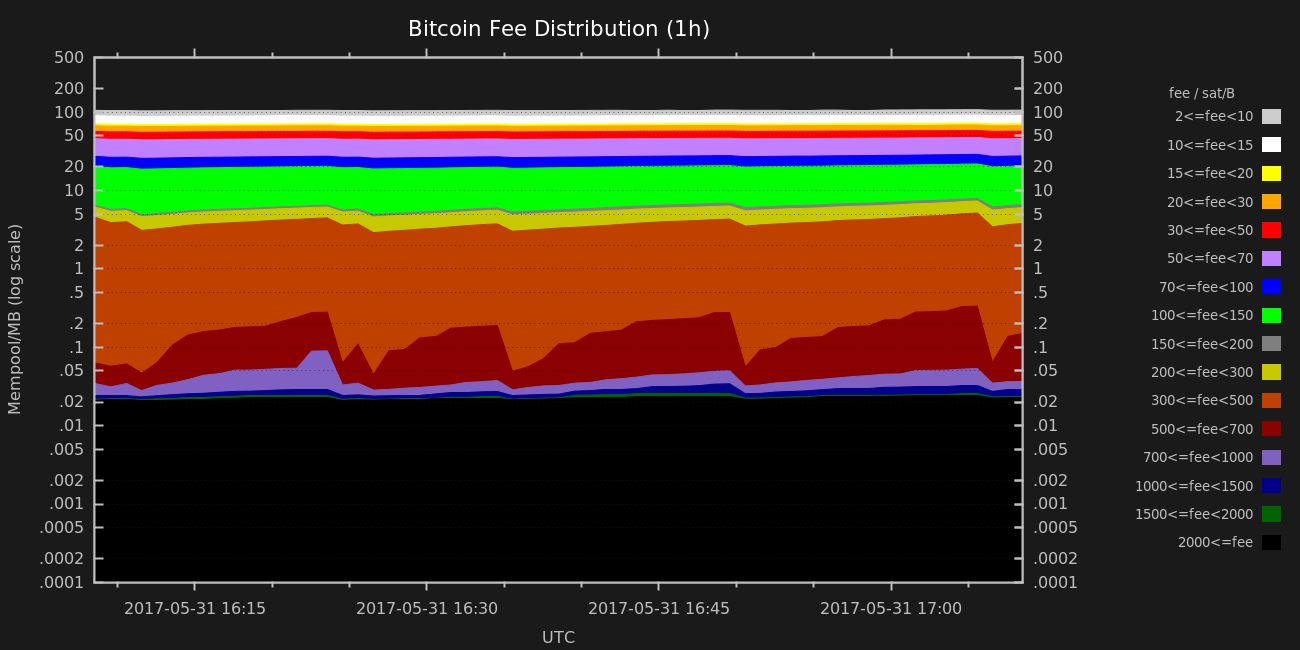 Bitcoin Fee Distribution (1h)
500
200
100
50
20
10
5
2
1
.5
.2
.1
.05
.02
.01
.005
.002
.001
.0005
.0002
.0001
Mempool/MB (log scale)
500
200
100
50
20
10
5
2
1
.5
.2
.1
.05
.02
.01
.005
.002
.001
.0005
.0002
.0001
2017-05-31 16:15 2017-05-31 16:30 2017-05-31 16:45 2017-05-31 17:00
UTC
fee / sat/B
2<=fee<10
10<=fee<15
15<=fee<20
20<=fee<30
30<=fee<50
50<=fee<70
70<=fee<100
100<=fee<150
150<=fee<200
200<=fee<300
300<=fee<500
500<=fee<700
700<=fee<1000
1000<=fee<1500
1500<=fee<2000
2000<=fee